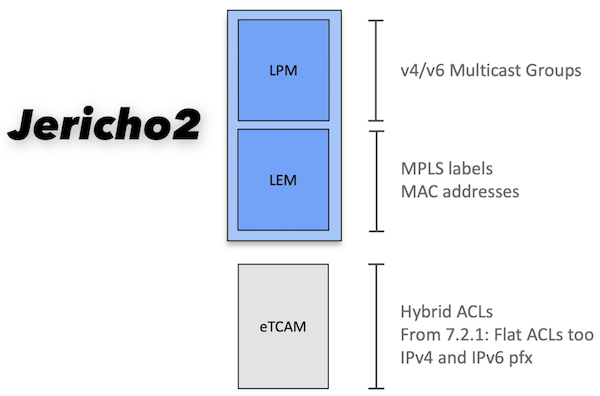 Jericho2
LPM
v4/v6 Multicast Groups
LEM
MPLS labels
MAC addresses
eTCAM
Hybrid ACLs
From 7.2.1: Flat ACLs too
IPv4 and IPv6 pfx